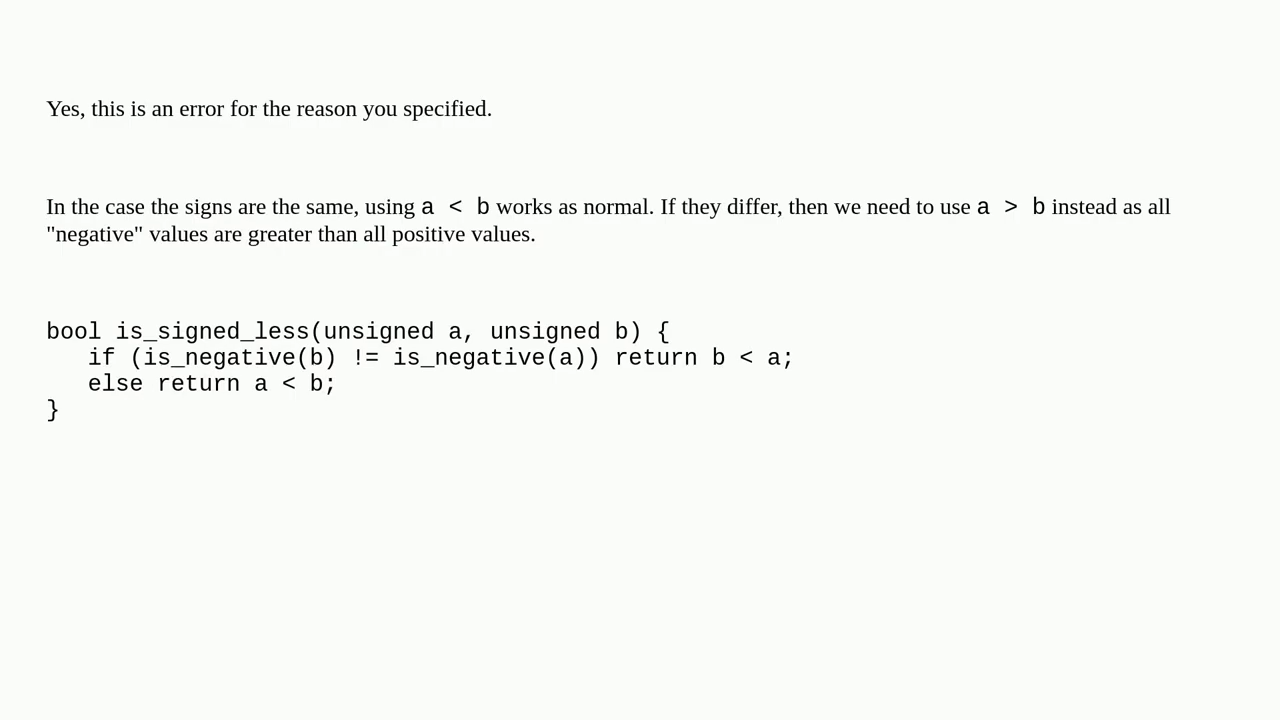 Yes, this is an error for the reason you specified.
In the case the signs are the same, using a < b works as normal. If they differ, then we need to use a > b instead as all
"negative" values are greater than all positive values.
bool is_signed_less(unsigned a, unsigned b) {
   if (is_negative(b) != is_negative(a)) return b < a;
   else return a < b;
}